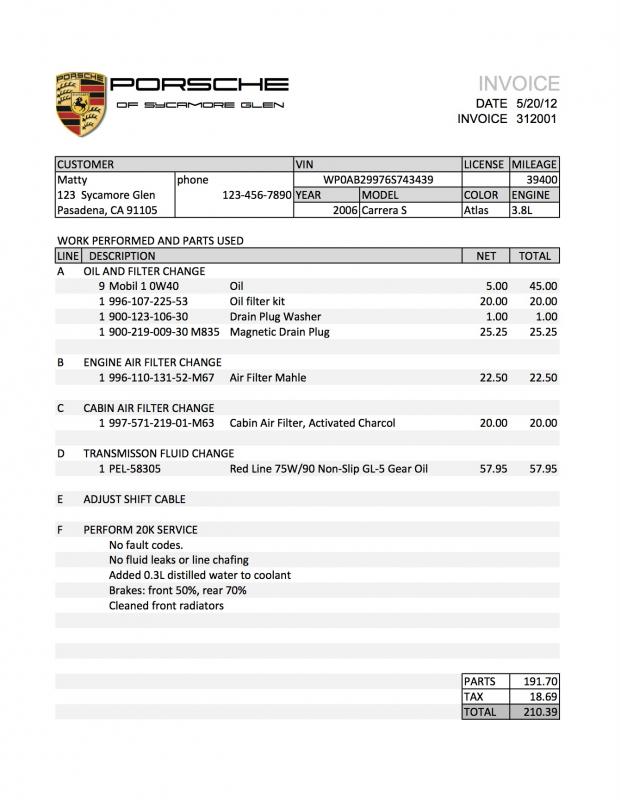 PORSCHE
PORSCHE
OF SYCAMORE GLEN
INVOICE
DATE 5/20/12
INVOICE 312001
CUSTOMER VIN LICENSE MILEAGE
Matty phone WP0AB29976S743439 39400
123 Sycamore Glen 123-456-7890 YEAR MODEL COLOR ENGINE
Pasadena, CA 91105 2006 Carrera S Atlas 3.8L
WORK PERFORMED AND PARTS USED
LINE DESCRIPTION NET TOTAL
A OIL AND FILTER CHANGE
9 Mobil 1 0W40 Oil 5.00 45.00
1 996-107-225-53 Oil filter kit 20.00 20.00
1 900-123-106-30 Drain Plug Washer 1.00 1.00
1 900-219-009-30 M835 Magnetic Drain Plug 25.25 25.25
B ENGINE AIR FILTER CHANGE
1 996-110-131-52-M67 Air Filter Mahle 22.50 22.50
C CABIN AIR FILTER CHANGE
1 997-571-219-01-M63 Cabin Air Filter, Activated Charcol 20.00 20.00
D TRANSMISSON FLUID CHANGE
1 PEL-58305 Red Line 75W/90 Non-Slip GL-5 Gear Oil 57.95 57.95
E ADJUST SHIFT CABLE
F PERFORM 20K SERVICE
No fault codes.
No fluid leaks or line chafing
Added 0.3L distilled water to coolant
Brakes: front 50%, rear 70%
Cleaned front radiators
PARTS 191.70
TAX 18.69
TOTAL 210.39